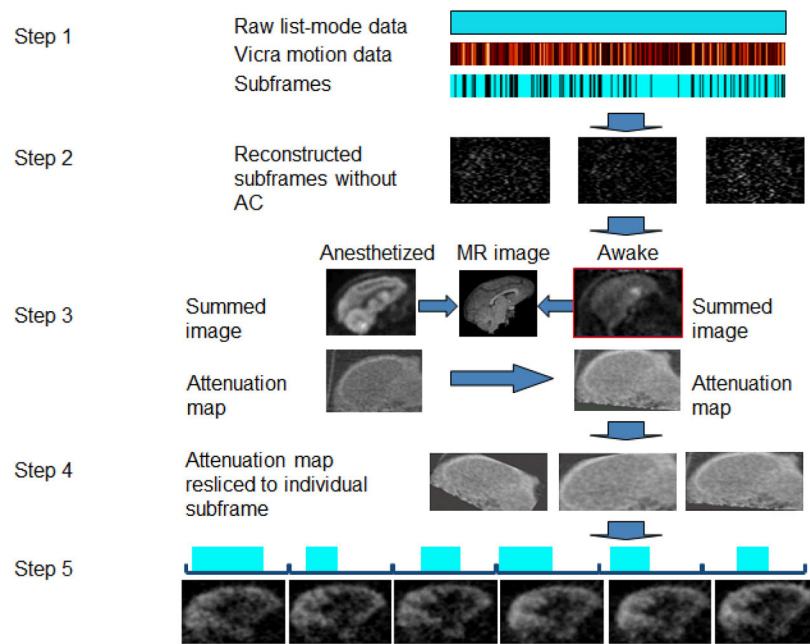 Step 1
Raw list-mode data
Vicra motion data
Subframes
Step 2
Reconstructed
subframes without
AC
Step 3
Anesthetized
MR image
Awake
Summed
image
Summed
image
Attenuation
map
Attenuation
map
Step 4
Attenuation map
resliced to individual
subframe
Step 5